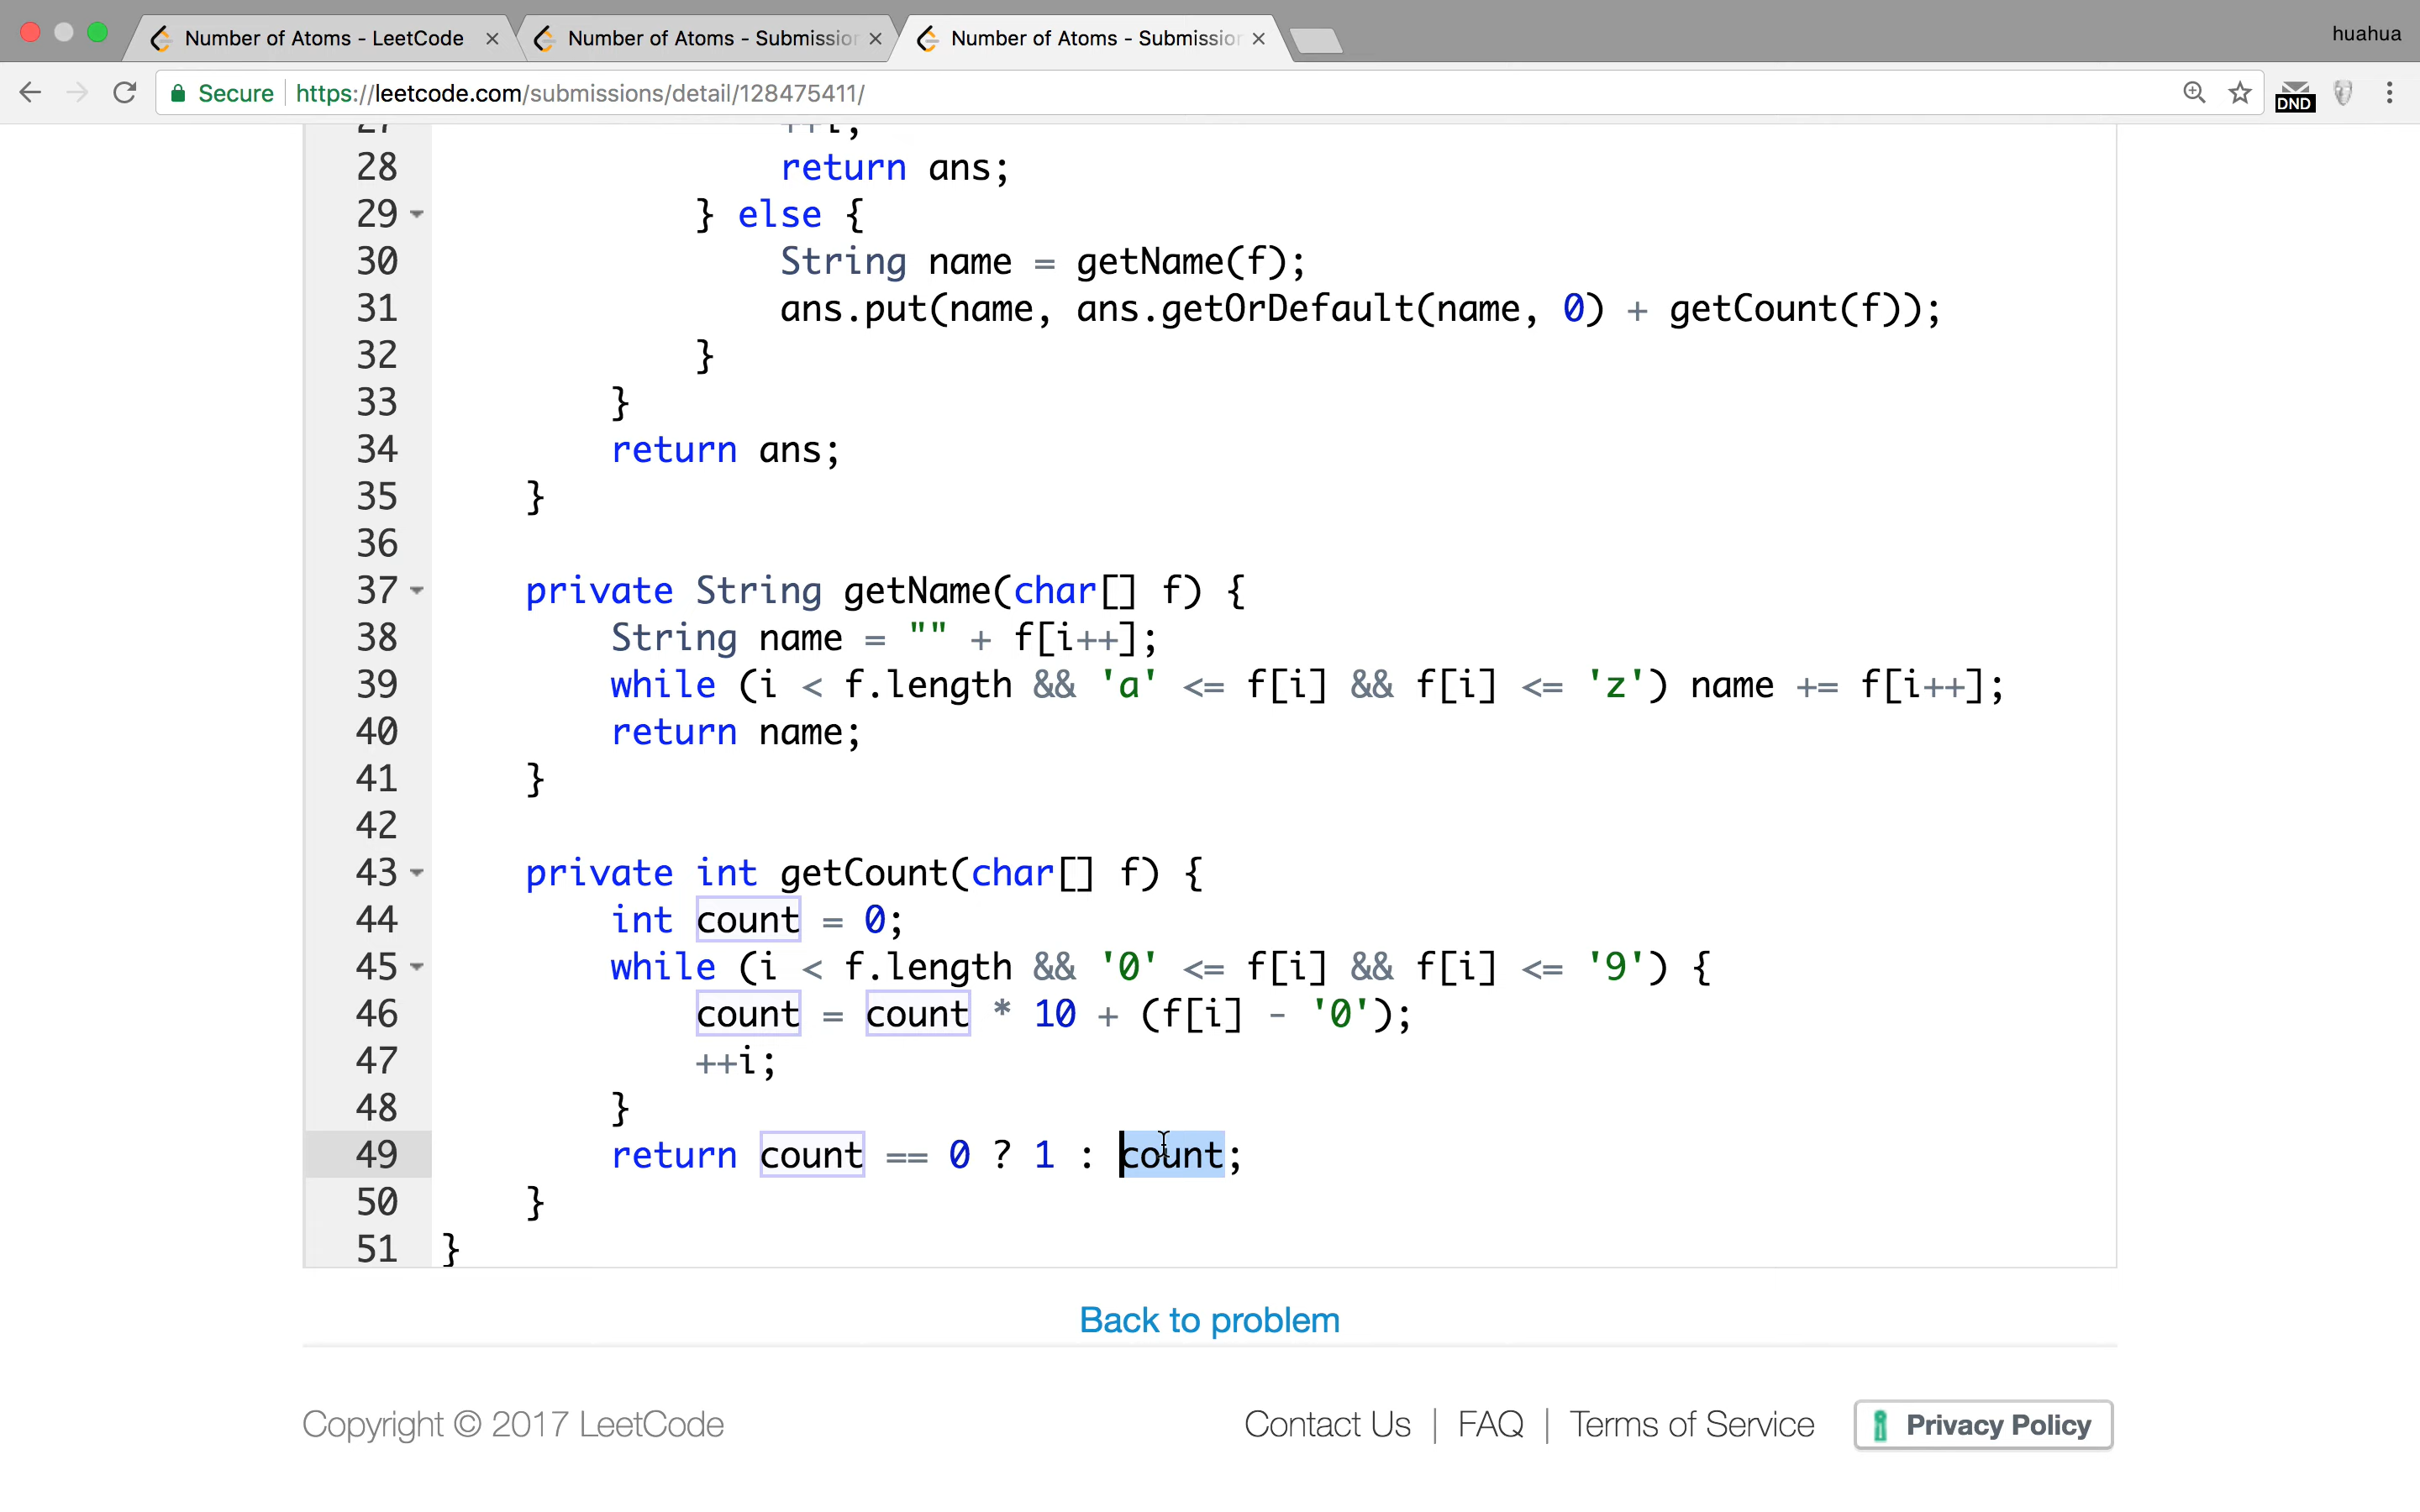 Number of Atoms - LeetCode
Number of Atoms - Submission
Number of Atoms - Submission
huahua
Secure
https://leetcode.com/submissions/detail/128475411/
DND
27 ++i;
28 return ans;
29 } else {
30 String name = getName(f);
31 ans.put(name, ans.getOrDefault(name, 0) + getCount(f));
32 }
33 }
34 return ans;
35 }
36
37 private String getName(char[] f) {
38 String name = "" + f[i++];
39 while (i < f.length && 'a' <= f[i] && f[i] <= 'z') name += f[i++];
40 return name;
41 }
42
43 private int getCount(char[] f) {
44 int count = 0;
45 while (i < f.length && '0' <= f[i] && f[i] <= '9') {
46 count = count * 10 + (f[i] - '0');
47 ++i;
48 }
49 return count == 0 ? 1 : count;
50 }
51 }
Back to problem
Copyright © 2017 LeetCode
Contact Us | FAQ | Terms of Service
Privacy Policy